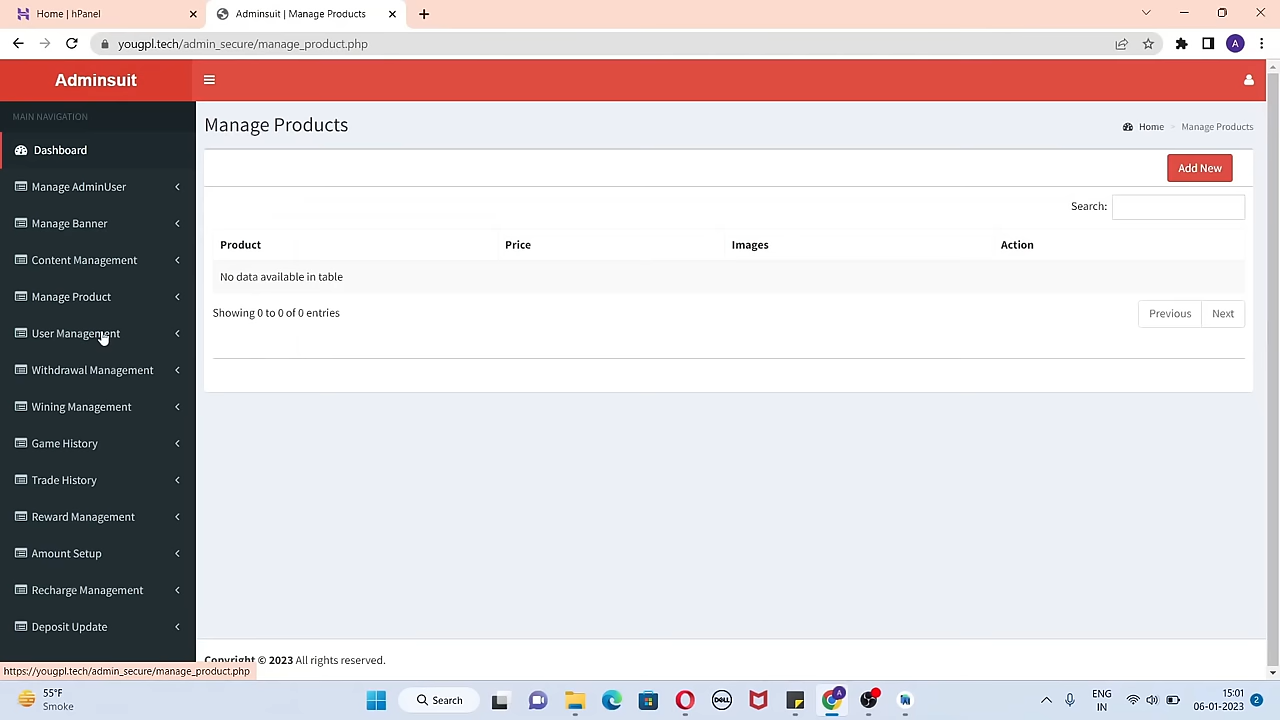 Home | hPanel
Adminsuit | Manage Products
yougpl.tech/admin_secure/manage_product.php
A
Adminsuit
MAIN NAVIGATION
Dashboard
Manage AdminUser
Manage Banner
Content Management
Manage Product
User Management
Withdrawal Management
Wining Management
Game History
Trade History
Reward Management
Amount Setup
Recharge Management
Deposit Update
Manage Products
Home
Manage Products
Add New
Search:
Product Price Images Action
No data available in table
Showing 0 to 0 of 0 entries
Previous Next
Copyright © 2023 All rights reserved.
https://yougpl.tech/admin_secure/manage_product.php
55°F
Smoke
Search
DELL
A
ENG
IN
15:01
06-01-2023
2